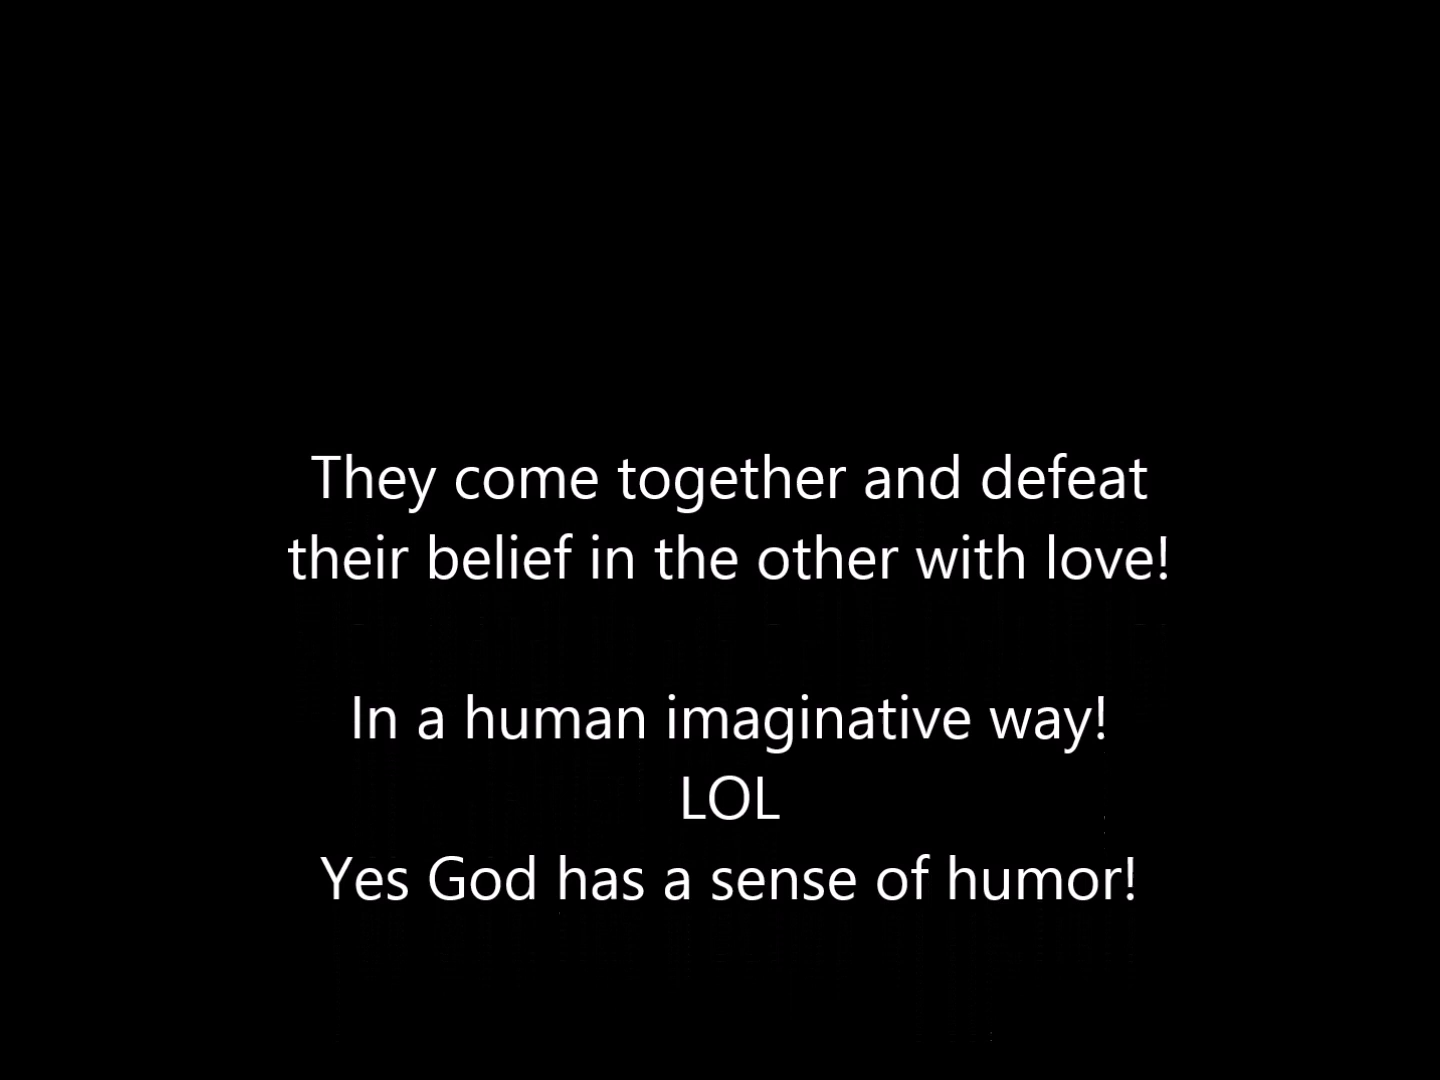 They come together and defeat
their belief in the other with love!
In a human imaginative way!
LOL
Yes God has a sense of humor!